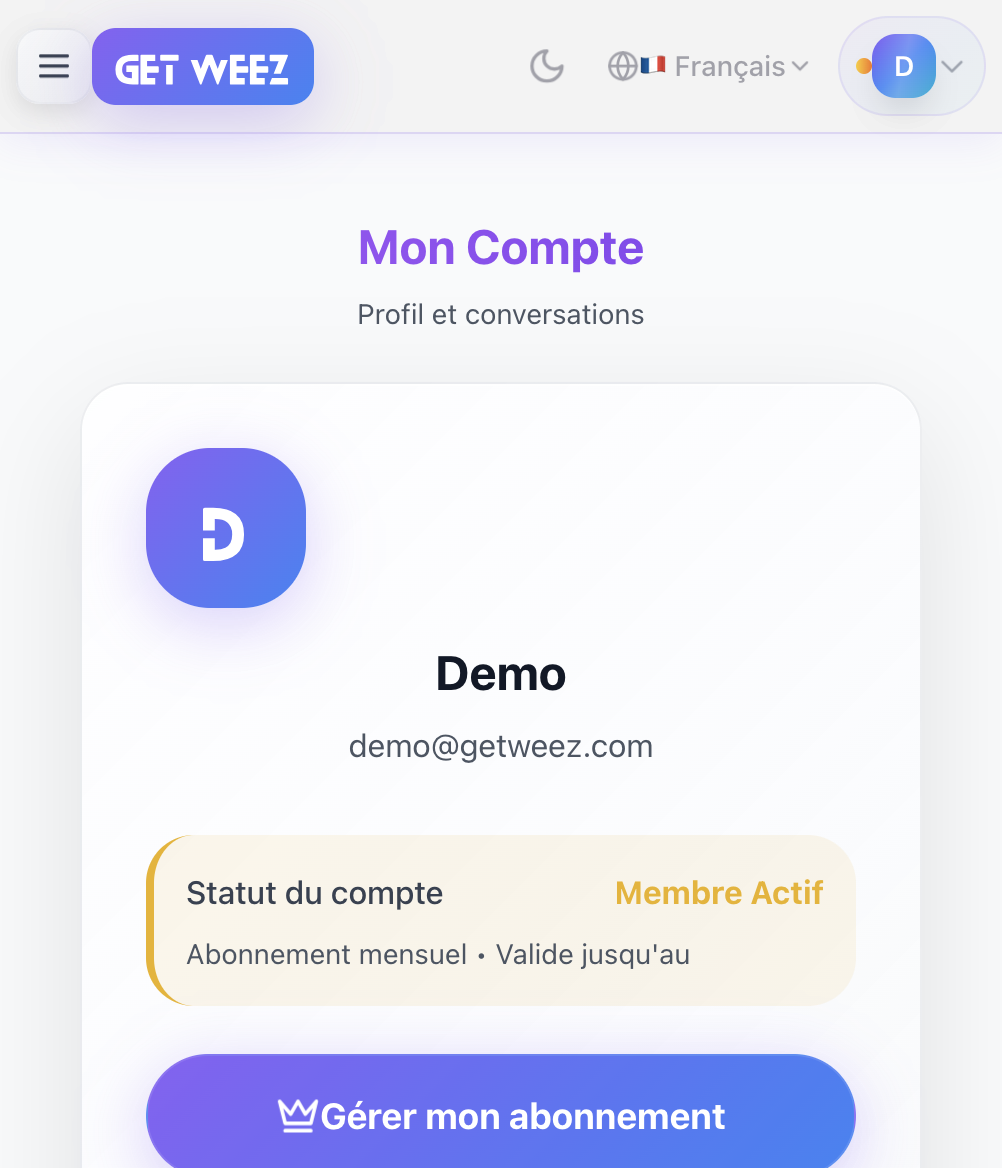 GET WEEZ
Français
D
Mon Compte
Profil et conversations
D
Demo
demo@getweez.com
Statut du compte
Membre Actif
Abonnement mensuel • Valide jusqu'au
Gérer mon abonnement